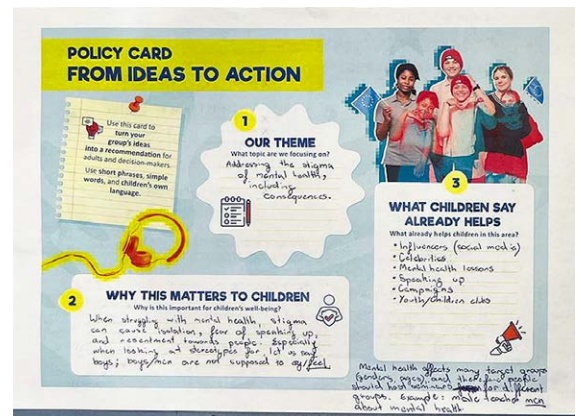 POLICY CARD
FROM IDEAS TO ACTION
Use this card to
turn your
group's ideas
into a recommendation for
adults and decision-makers.
Use short phrases, simple
words, and children's own
language.
1
OUR THEME
What topic are we focusing on?
Addressing the stigma
of mental health,
including
consequences.
2
WHY THIS MATTERS TO CHILDREN
Why is this important for children's well-being?
When struggling with mental health, stigma
can cause isolation, fear of speaking up,
and resentment towards people. Especially
when looking at stereotypes for, let us say,
boys; boys/men are not supposed to cry/feel
3
WHAT CHILDREN SAY
ALREADY HELPS
What already helps children in this area?
• Influencers (social media)
• Celebrities
• Mental health lessons
• Speaking up
• Campaigns
• Youth/children clubs
Mental health affects many target groups
(genders, ages), and therefore people
should host seminars for different
groups. Example: male teacher men
about mental health